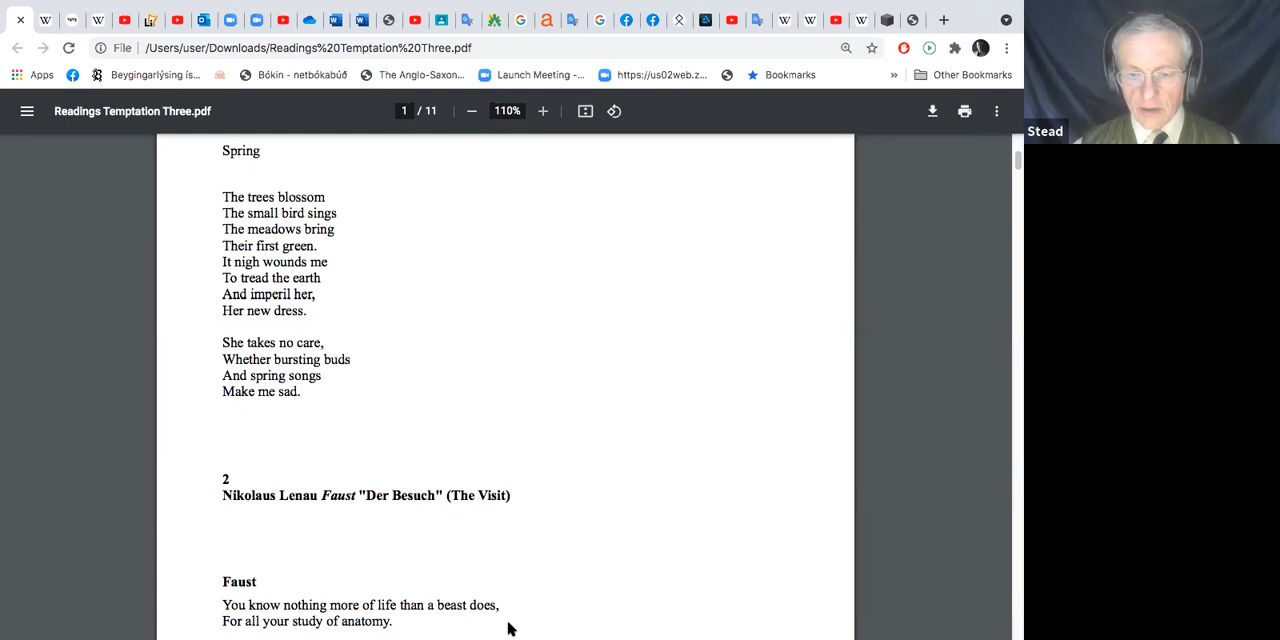 File
/Users/user/Downloads/Readings%20Temptation%20Three.pdf
Apps
Beygingarlýsing ís...
Bókin - netbókabúð
The Anglo-Saxon...
Launch Meeting -...
https://us02web.z...
Bookmarks
»
Other Bookmarks
Readings Temptation Three.pdf
1 / 11
110%
Stead
Spring
The trees blossom
The small bird sings
The meadows bring
Their first green.
It nigh wounds me
To tread the earth
And imperil her,
Her new dress.
She takes no care,
Whether bursting buds
And spring songs
Make me sad.
2
Nikolaus Lenau Faust "Der Besuch" (The Visit)
Faust
You know nothing more of life than a beast does,
For all your study of anatomy.